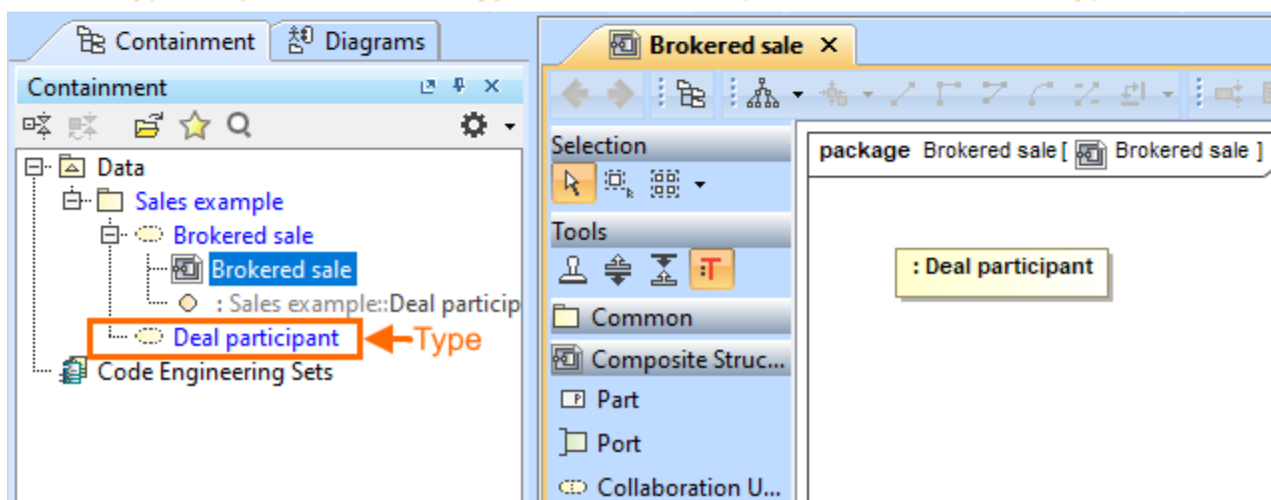 Containment
Diagrams
Containment
Data
Sales example
Brokered sale
Brokered sale
: Sales example::Deal particip
Deal participant
Type
Code Engineering Sets
Brokered sale
Selection
Tools
Common
Composite Struc...
Part
Port
Collaboration U...
package Brokered sale [ Brokered sale ]
: Deal participant